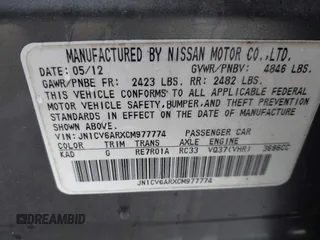 MANUFACTURED BY NISSAN MOTOR CO.,LTD.
DATE: 05/12 GVWR/PNBV: 4846 LBS.
GAWR/PNBE FR: 2423 LBS. RR: 2482 LBS.
THIS VEHICLE CONFORMS TO ALL APPLICABLE
FEDERAL MOTOR VEHICLE SAFETY, BUMPER, AND THEFT PREVENTION
STANDARDS IN EFFECT ON THE DATE OF MANUFACTURE
SHOWN ABOVE.
VIN: JN1CV6ARXCM977774 PASSENGER CAR
COLOR TRIM TRANS AXLE ENGINE
KAD G RE7R01A RC33 VQ37(VHR) 3696CC
JN1CV6ARXCM977774
DREAMBID